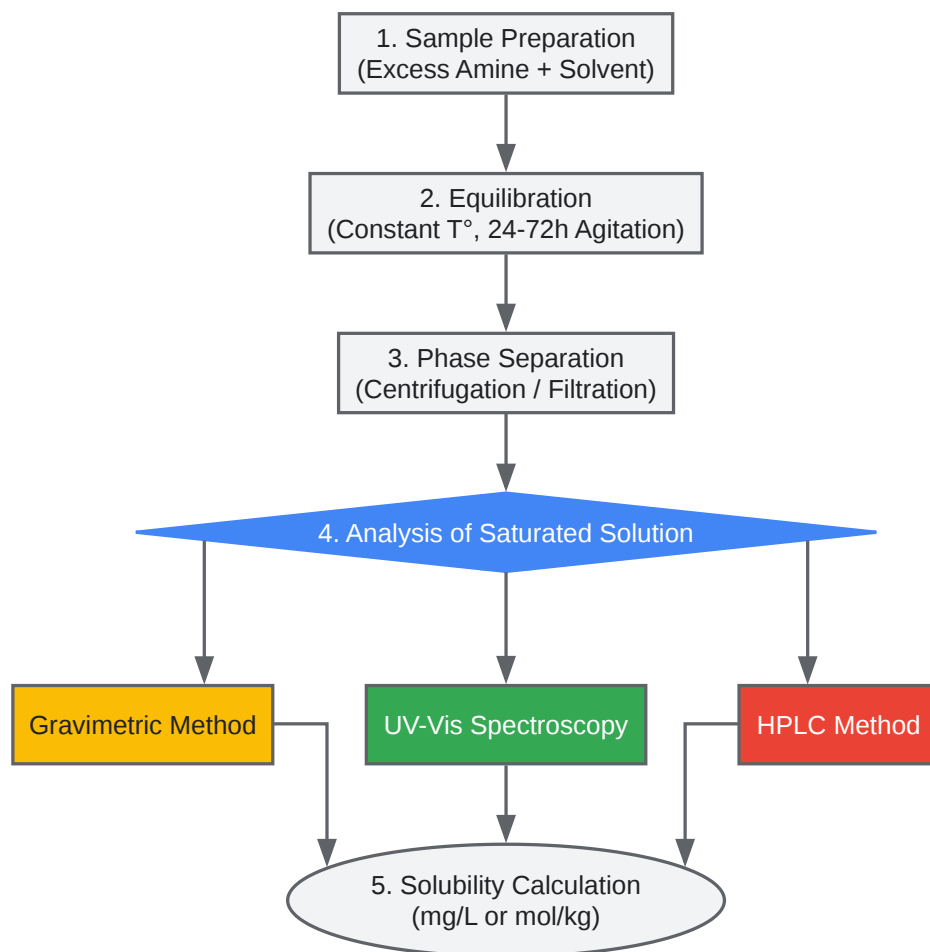 1. Sample Preparation
(Excess Amine + Solvent)
2. Equilibration
(Constant T°, 24-72h Agitation)
3. Phase Separation
(Centrifugation / Filtration)
4. Analysis of Saturated Solution
Gravimetric Method
UV-Vis Spectroscopy
HPLC Method
5. Solubility Calculation
(mg/L or mol/kg)